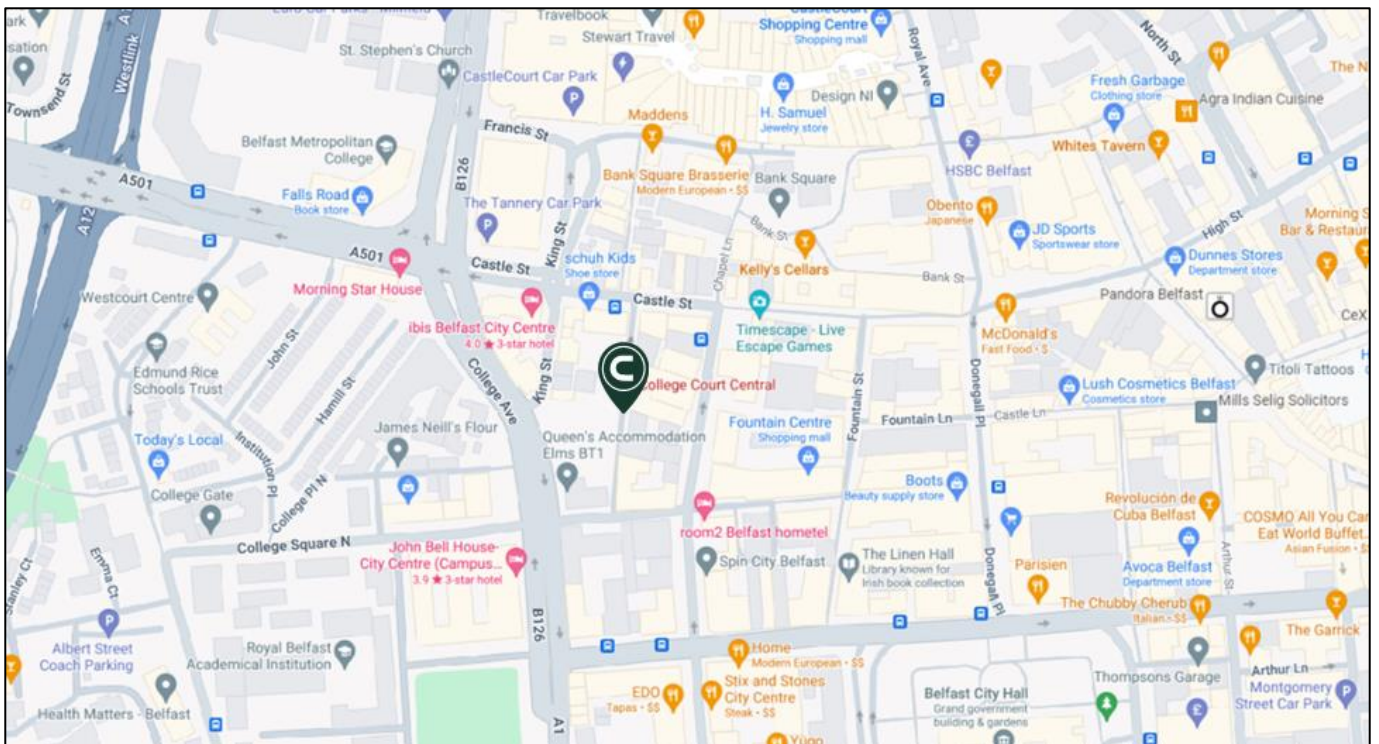 Travelbook
Stewart Travel
Shopping Centre
Shopping mall
Royal Ave
North St
St. Stephen's Church
CastleCourt Car Park
Design NI
Fresh Garbage
Clothing store
Agra Indian Cuisine
Westlink
Townsend St
H. Samuel
Jewelry store
Maddens
Francis St
Belfast Metropolitan
College
B126
Whites Tavern
HSBC Belfast
Bank Square Brasserie
Modern European • $$
Bank Square
A501
Falls Road
Book store
The Tannery Car Park
Obento
Japanese
JD Sports
Sportswear store
High St
Morning S
Bar & Restaur
A12
King St
Bank St
schuh Kids
Shoe store
Kelly's Cellars
Chapel Ln
Bank St
Dunnes Stores
Department store
A501
Castle St
Morning Star House
Castle St
Westcourt Centre
Pandora Belfast
CeX
ibis Belfast City Centre
4.0 ★ 3-star hotel
Timescape - Live
Escape Games
McDonald's
Fast Food • $
John St
Edmund Rice
Schools Trust
Hamill St
College Ave
King St
C
ollege Court Central
Fountain St
Donegall Pl
Lush Cosmetics Belfast
Cosmetics store
Titoli Tattoos
Mills Selig Solicitors
Today's Local
Institution Pl
James Neill's Flour
Queen's Accommodation
Elms BT1
Fountain Centre
Shopping mall
Fountain Ln
Castle Ln
College Gate
College Pl N
Boots
Beauty supply store
Revolución de
Cuba Belfast
COSMO All You Can
Eat World Buffet
Asian Fusion • $
College Square N
room2 Belfast hometel
John Bell House-
City Centre (Campus...
3.9 ★ 3-star hotel
Spin City Belfast
The Linen Hall
Library known for
Irish book collection
Donegall Pl
Parisien
Avoca Belfast
Department store
Arthur St
Stanley Ct
Emma Ct
B126
The Chubby Cherub
Italian • $$
The Garrick
Albert Street
Coach Parking
Royal Belfast
Academical Institution
Home
Modern European • $$
Thompsons Garage
Arthur Ln
Health Matters - Belfast
A1
EDO
Tapas • $$
Stix and Stones
City Centre
Steak • $$
Belfast City Hall
Grand government
building & gardens
Montgomery
Street Car Park
Yugo